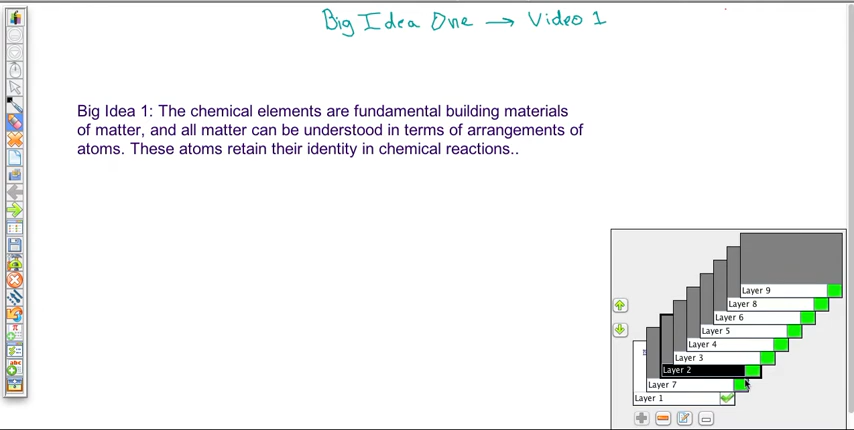 Big Idea One → Video 1
Big Idea 1: The chemical elements are fundamental building materials
of matter, and all matter can be understood in terms of arrangements of
atoms. These atoms retain their identity in chemical reactions..
Layer 9
Layer 8
Layer 6
Layer 5
Layer 4
Layer 3
Layer 2
Layer 7
Layer 1